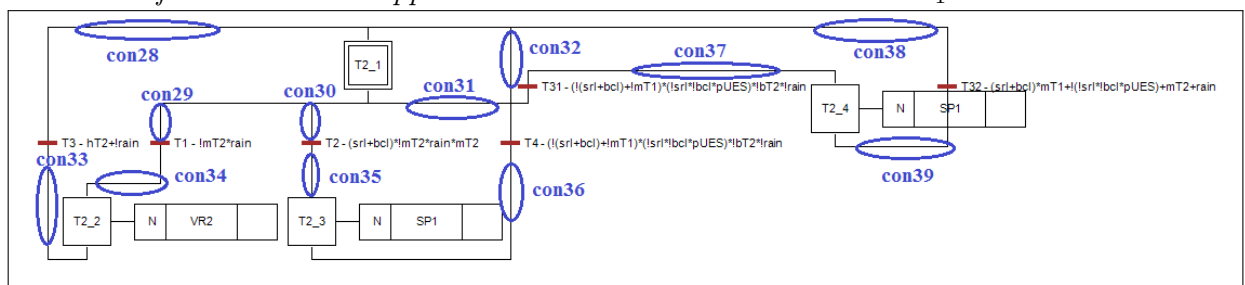 con28
con32
con37
con38
T2_1
con29
con30
con31
T31 - (!(srl+bcl)+!mT1)*(!srl*!bcl*pUES)*!bT2*!rain
T32 - (srl+bcl)*mT1+!(!srl*!bcl*pUES)+mT2+rain
T2_4
N
SP1
T3 - hT2+!rain
T1 - !mT2*rain
T2 - (srl+bcl)*!mT2*rain*mT2
T4 - (!(srl+bcl)+!mT1)*(!srl*!bcl*pUES)*!bT2*!rain
con33
con34
con35
con36
con39
T2_2
N
VR2
T2_3
N
SP1